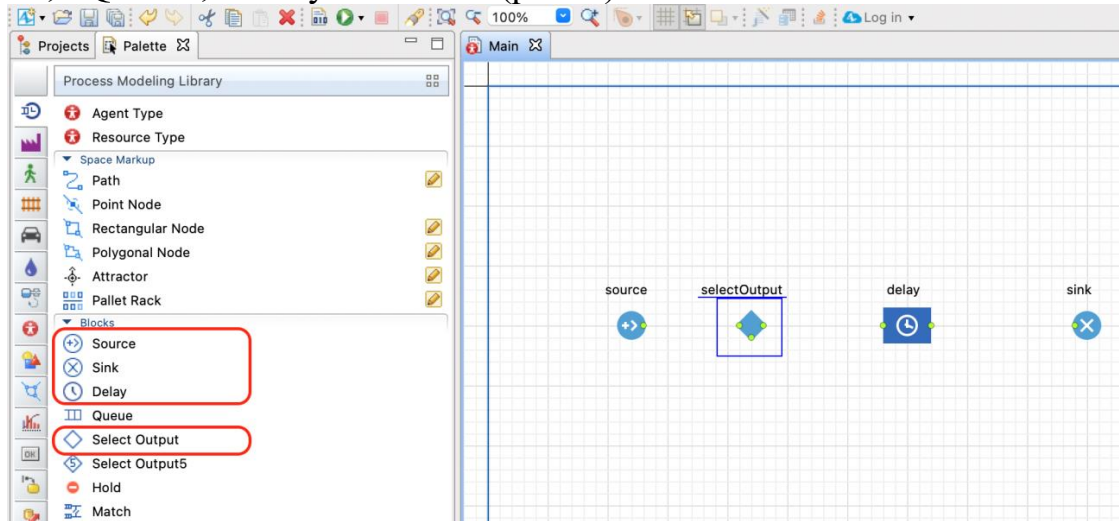 100%
Log in
Projects
Palette
Main
Process Modeling Library
Agent Type
Resource Type
Space Markup
Path
Point Node
Rectangular Node
Polygonal Node
Attractor
Pallet Rack
Blocks
Source
Sink
Delay
Queue
Select Output
Select Output5
Hold
Match
source
selectOutput
delay
sink
OK